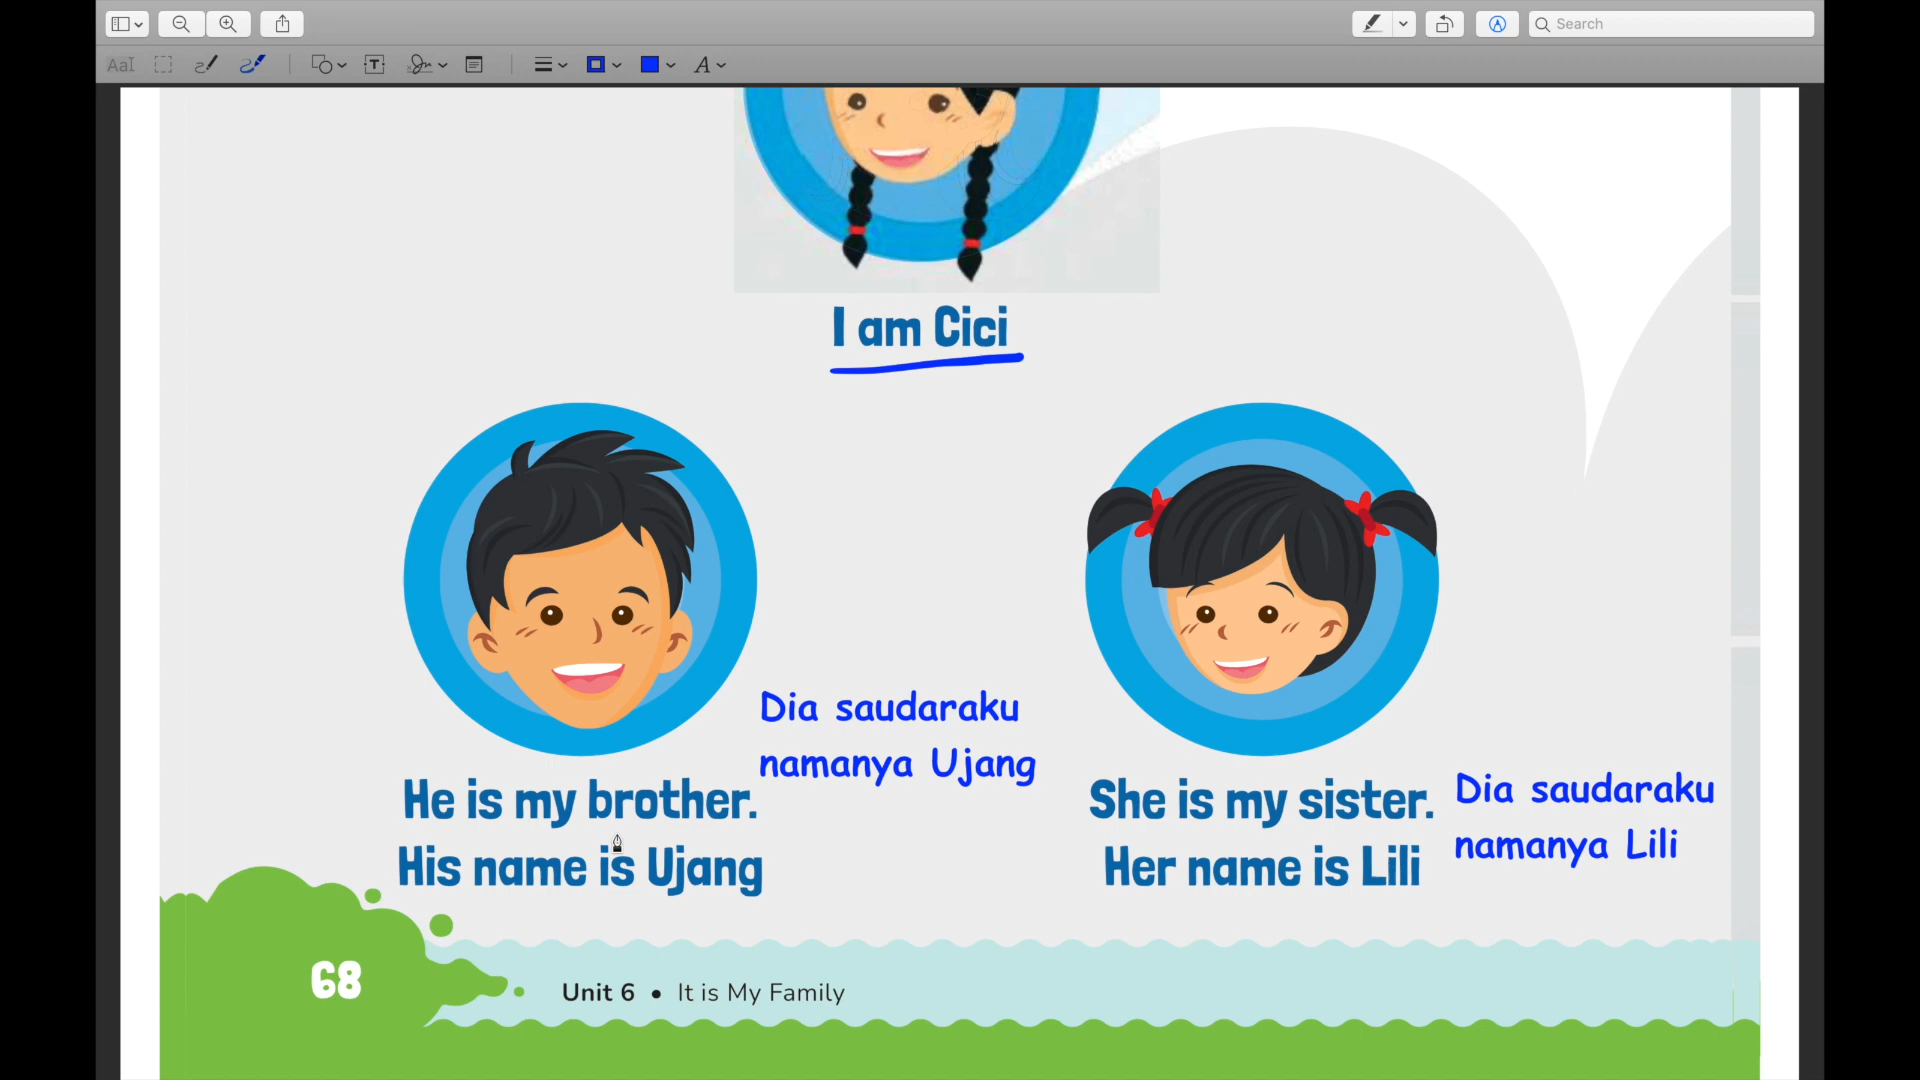 Search
AaI
T
A
I am Cici
Dia saudaraku
namanya Ujang
He is my brother.
His name is Ujang
She is my sister.
Her name is Lili
Dia saudaraku
namanya Lili
68
Unit 6 • It is My Family